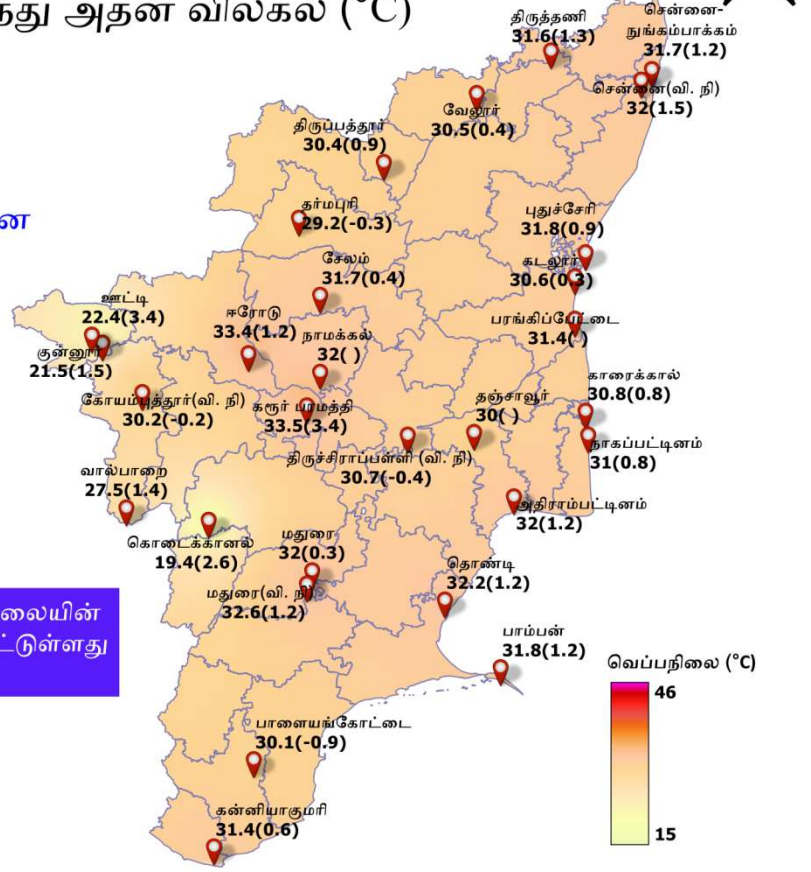 அதன் விலகல் (°C)
திருத்தணி
31.6(1.3)
சென்னை-
நுங்கம்பாக்கம்
31.7(1.2)
சென்னை(வி. நி)
32(1.5)
வேலூர்
30.5(0.4)
திருப்பத்தூர்
30.4(0.9)
தர்மபுரி
29.2(-0.3)
புதுச்சேரி
31.8(0.9)
சேலம்
31.7(0.4)
கடலூர்
30.6(0.3)
ஊட்டி
22.4(3.4)
ஈரோடு
33.4(1.2)
நாமக்கல்
32( )
பரங்கிப்பேட்டை
31.4( )
குன்னூர்
21.5(1.5)
கோயம்புத்தூர்(வி. நி)
30.2(-0.2)
கரூர் பரமத்தி
33.5(3.4)
தஞ்சாவூர்
30( )
காரைக்கால்
30.8(0.8)
நாகப்பட்டினம்
31(0.8)
திருச்சிராப்பள்ளி (வி. நி)
30.7(-0.4)
வால்பாறை
27.5(1.4)
அதிராம்பட்டினம்
32(1.2)
கொடைக்கானல்
19.4(2.6)
மதுரை
32(0.3)
மதுரை(வி. நி)
32.6(1.2)
தொண்டி
32.2(1.2)
பாம்பன்
31.8(1.2)
வெப்பநிலை (°C)
46
15
பாளையங்கோட்டை
30.1(-0.9)
கன்னியாகுமரி
31.4(0.6)